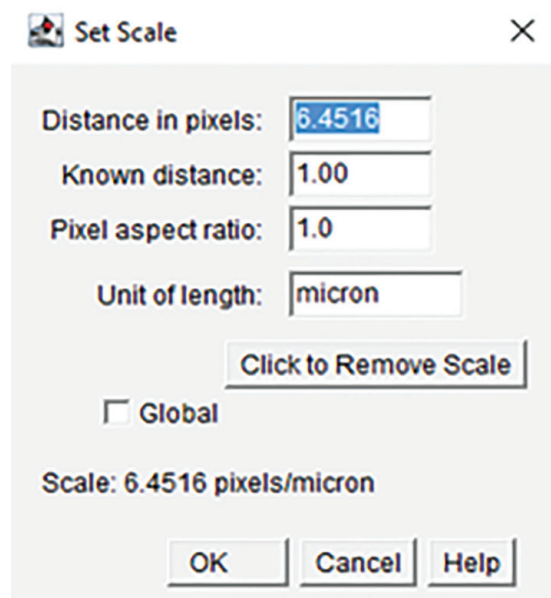 Set Scale
Distance in pixels: 6.4516
Known distance: 1.00
Pixel aspect ratio: 1.0
Unit of length: micron
Click to Remove Scale
Global
Scale: 6.4516 pixels/micron
OK Cancel Help